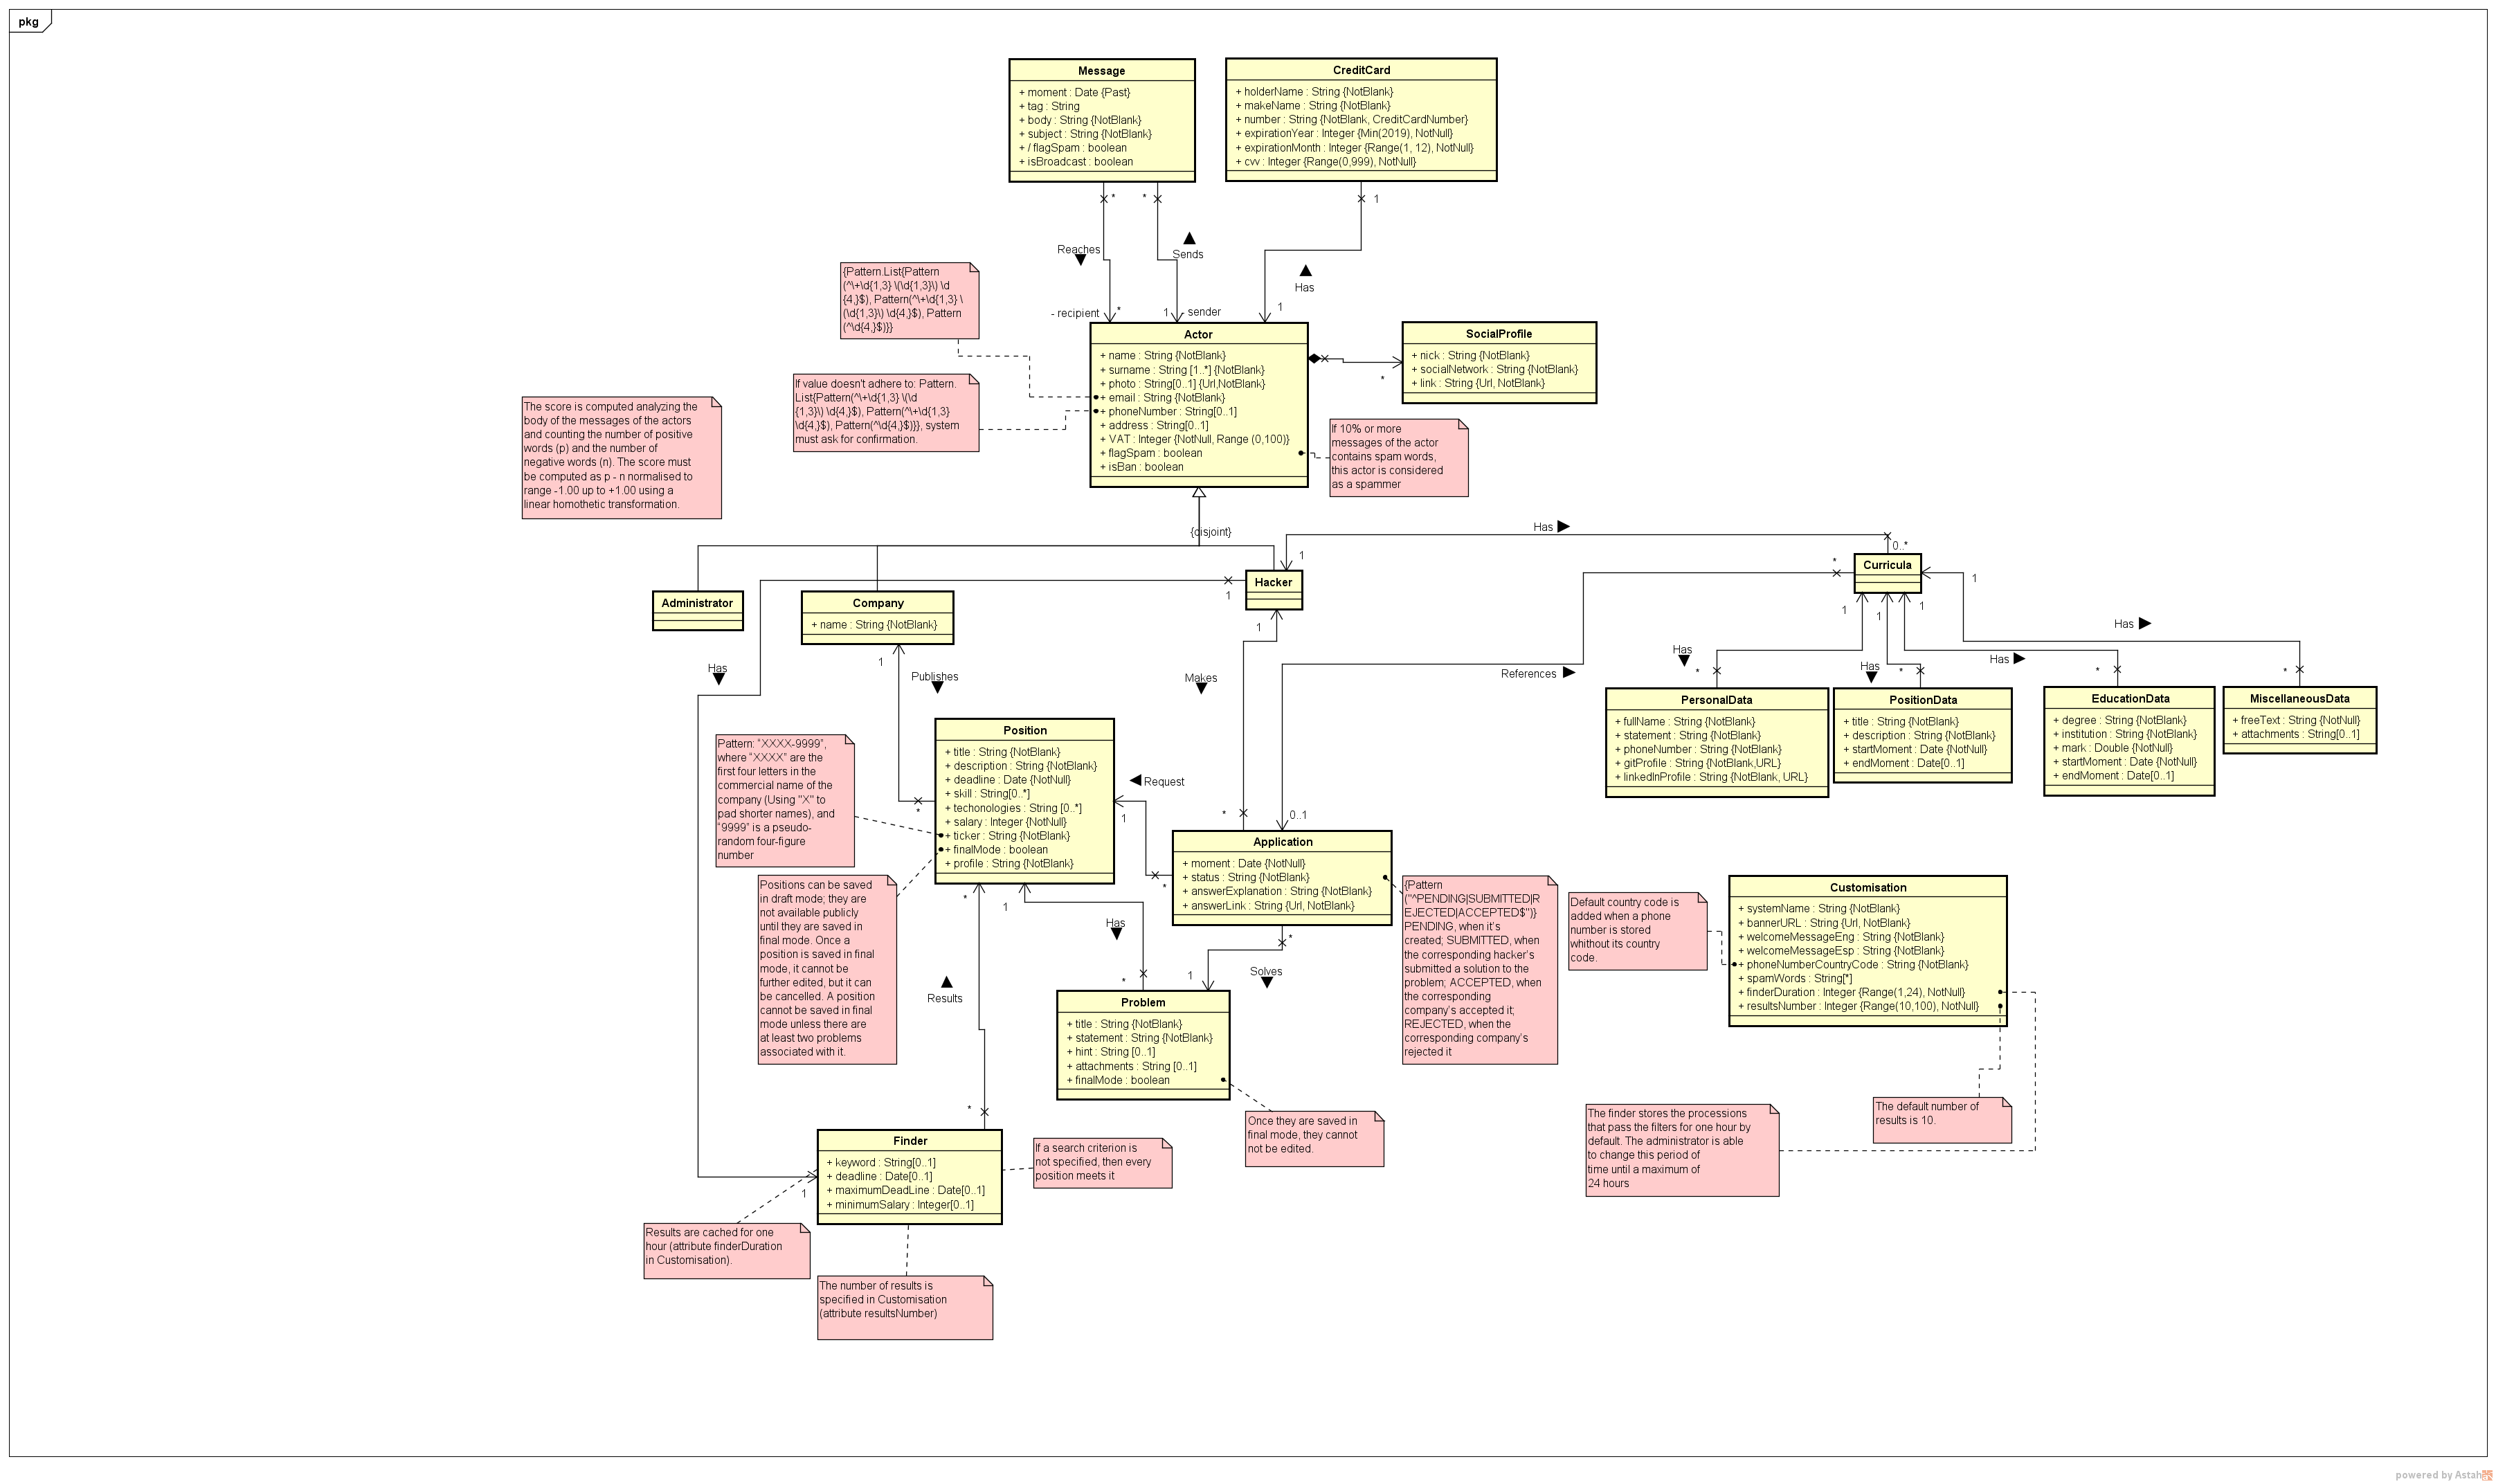 pkg
Message
+ moment : Date {Past}
+ tag : String
+ body : String {NotBlank}
+ subject : String {NotBlank}
+ / flagSpam : boolean
+ isBroadcast : boolean
CreditCard
+ holderName : String {NotBlank}
+ makeName : String {NotBlank}
+ number : String {NotBlank, CreditCardNumber}
+ expirationYear : Integer {Min(2019), NotNull}
+ expirationMonth : Integer {Range(1, 12), NotNull}
+ cvv : Integer {Range(0,999), NotNull}
*
*
1
Reaches
Sends
Has
- recipient
*
1
- sender
1
{Pattern.List{Pattern
(^\+\d{1,3} \(\d{1,3}\) \d
{4,}$), Pattern(^\+\d{1,3} \
(\d{1,3}\) \d{4,}$), Pattern
(^\d{4,}$)}}
If value doesn't adhere to: Pattern.
List{Pattern(^\+\d{1,3} \(\d
{1,3}\) \d{4,}$), Pattern(^\+\d{1,3}
\d{4,}$), Pattern(^\d{4,}$)}}, system
must ask for confirmation.
The score is computed analyzing the
body of the messages of the actors
and counting the number of positive
words (p) and the number of
negative words (n). The score must
be computed as p - n normalised to
range -1.00 up to +1.00 using a
linear homothetic transformation.
Actor
+ name : String {NotBlank}
+ surname : String [1..*] {NotBlank}
+ photo : String[0..1] {Url,NotBlank}
+ email : String {NotBlank}
+ phoneNumber : String[0..1]
+ address : String[0..1]
+ VAT : Integer {NotNull, Range (0,100)}
+ flagSpam : boolean
+ isBan : boolean
*
SocialProfile
+ nick : String {NotBlank}
+ socialNetwork : String {NotBlank}
+ link : String {Url, NotBlank}
If 10% or more
messages of the actor
contains spam words,
this actor is considered
as a spammer
{disjoint}
Has
1
0..*
Administrator
Company
+ name : String {NotBlank}
Hacker
1
Curricula
*
1
1
1
1
Has
Has
Has
Has
*
*
*
*
References
0..1
Has
1
Publishes
1
Makes
*
PersonalData
+ fullName : String {NotBlank}
+ statement : String {NotBlank}
+ phoneNumber : String {NotBlank}
+ gitProfile : String {NotBlank,URL}
+ linkedInProfile : String {NotBlank, URL}
PositionData
+ title : String {NotBlank}
+ description : String {NotBlank}
+ startMoment : Date {NotNull}
+ endMoment : Date[0..1]
EducationData
+ degree : String {NotBlank}
+ institution : String {NotBlank}
+ mark : Double {NotNull}
+ startMoment : Date {NotNull}
+ endMoment : Date[0..1]
MiscellaneousData
+ freeText : String {NotNull}
+ attachments : String[0..1]
Pattern: "XXXX-9999",
where "XXXX" are the
first four letters in the
commercial name of the
company (Using "X" to
pad shorter names), and
"9999" is a pseudo-
random four-figure
number
Position
+ title : String {NotBlank}
+ description : String {NotBlank}
+ deadline : Date {NotNull}
+ skill : String[0..*]
+ techonologies : String [0..*]
+ salary : Integer {NotNull}
+ ticker : String {NotBlank}
+ finalMode : boolean
+ profile : String {NotBlank}
*
Request
1
*
Application
+ moment : Date {NotNull}
+ status : String {NotBlank}
+ answerExplanation : String {NotBlank}
+ answerLink : String {Url, NotBlank}
Positions can be saved
in draft mode; they are
not available publicly
until they are saved in
final mode. Once a
position is saved in final
mode, it cannot be
further edited, but it can
be cancelled. A position
cannot be saved in final
mode unless there are
at least two problems
associated with it.
*
1
Has
*
Results
*
1
Solves
*
{Pattern
("^PENDING|SUBMITTED|R
EJECTED|ACCEPTED$")}
PENDING, when it's
created; SUBMITTED, when
the corresponding hacker's
submitted a solution to the
problem; ACCEPTED, when
the corresponding
company's accepted it;
REJECTED, when the
corresponding company's
rejected it
Default country code is
added when a phone
number is stored
whithout its country
code.
Customisation
+ systemName : String {NotBlank}
+ bannerURL : String {Url, NotBlank}
+ welcomeMessageEng : String {NotBlank}
+ welcomeMessageEsp : String {NotBlank}
+ phoneNumberCountryCode : String {NotBlank}
+ spamWords : String[*]
+ finderDuration : Integer {Range(1,24), NotNull}
+ resultsNumber : Integer {Range(10,100), NotNull}
Problem
+ title : String {NotBlank}
+ statement : String {NotBlank}
+ hint : String [0..1]
+ attachments : String [0..1]
+ finalMode : boolean
Once they are saved in
final mode, they cannot
not be edited.
The finder stores the processions
that pass the filters for one hour by
default. The administrator is able
to change this period of
time until a maximum of
24 hours
The default number of
results is 10.
Finder
+ keyword : String[0..1]
+ deadline : Date[0..1]
+ maximumDeadLine : Date[0..1]
+ minimumSalary : Integer[0..1]
1
If a search criterion is
not specified, then every
position meets it
Results are cached for one
hour (attribute finderDuration
in Customisation).
The number of results is
specified in Customisation
(attribute resultsNumber)
powered by Astah